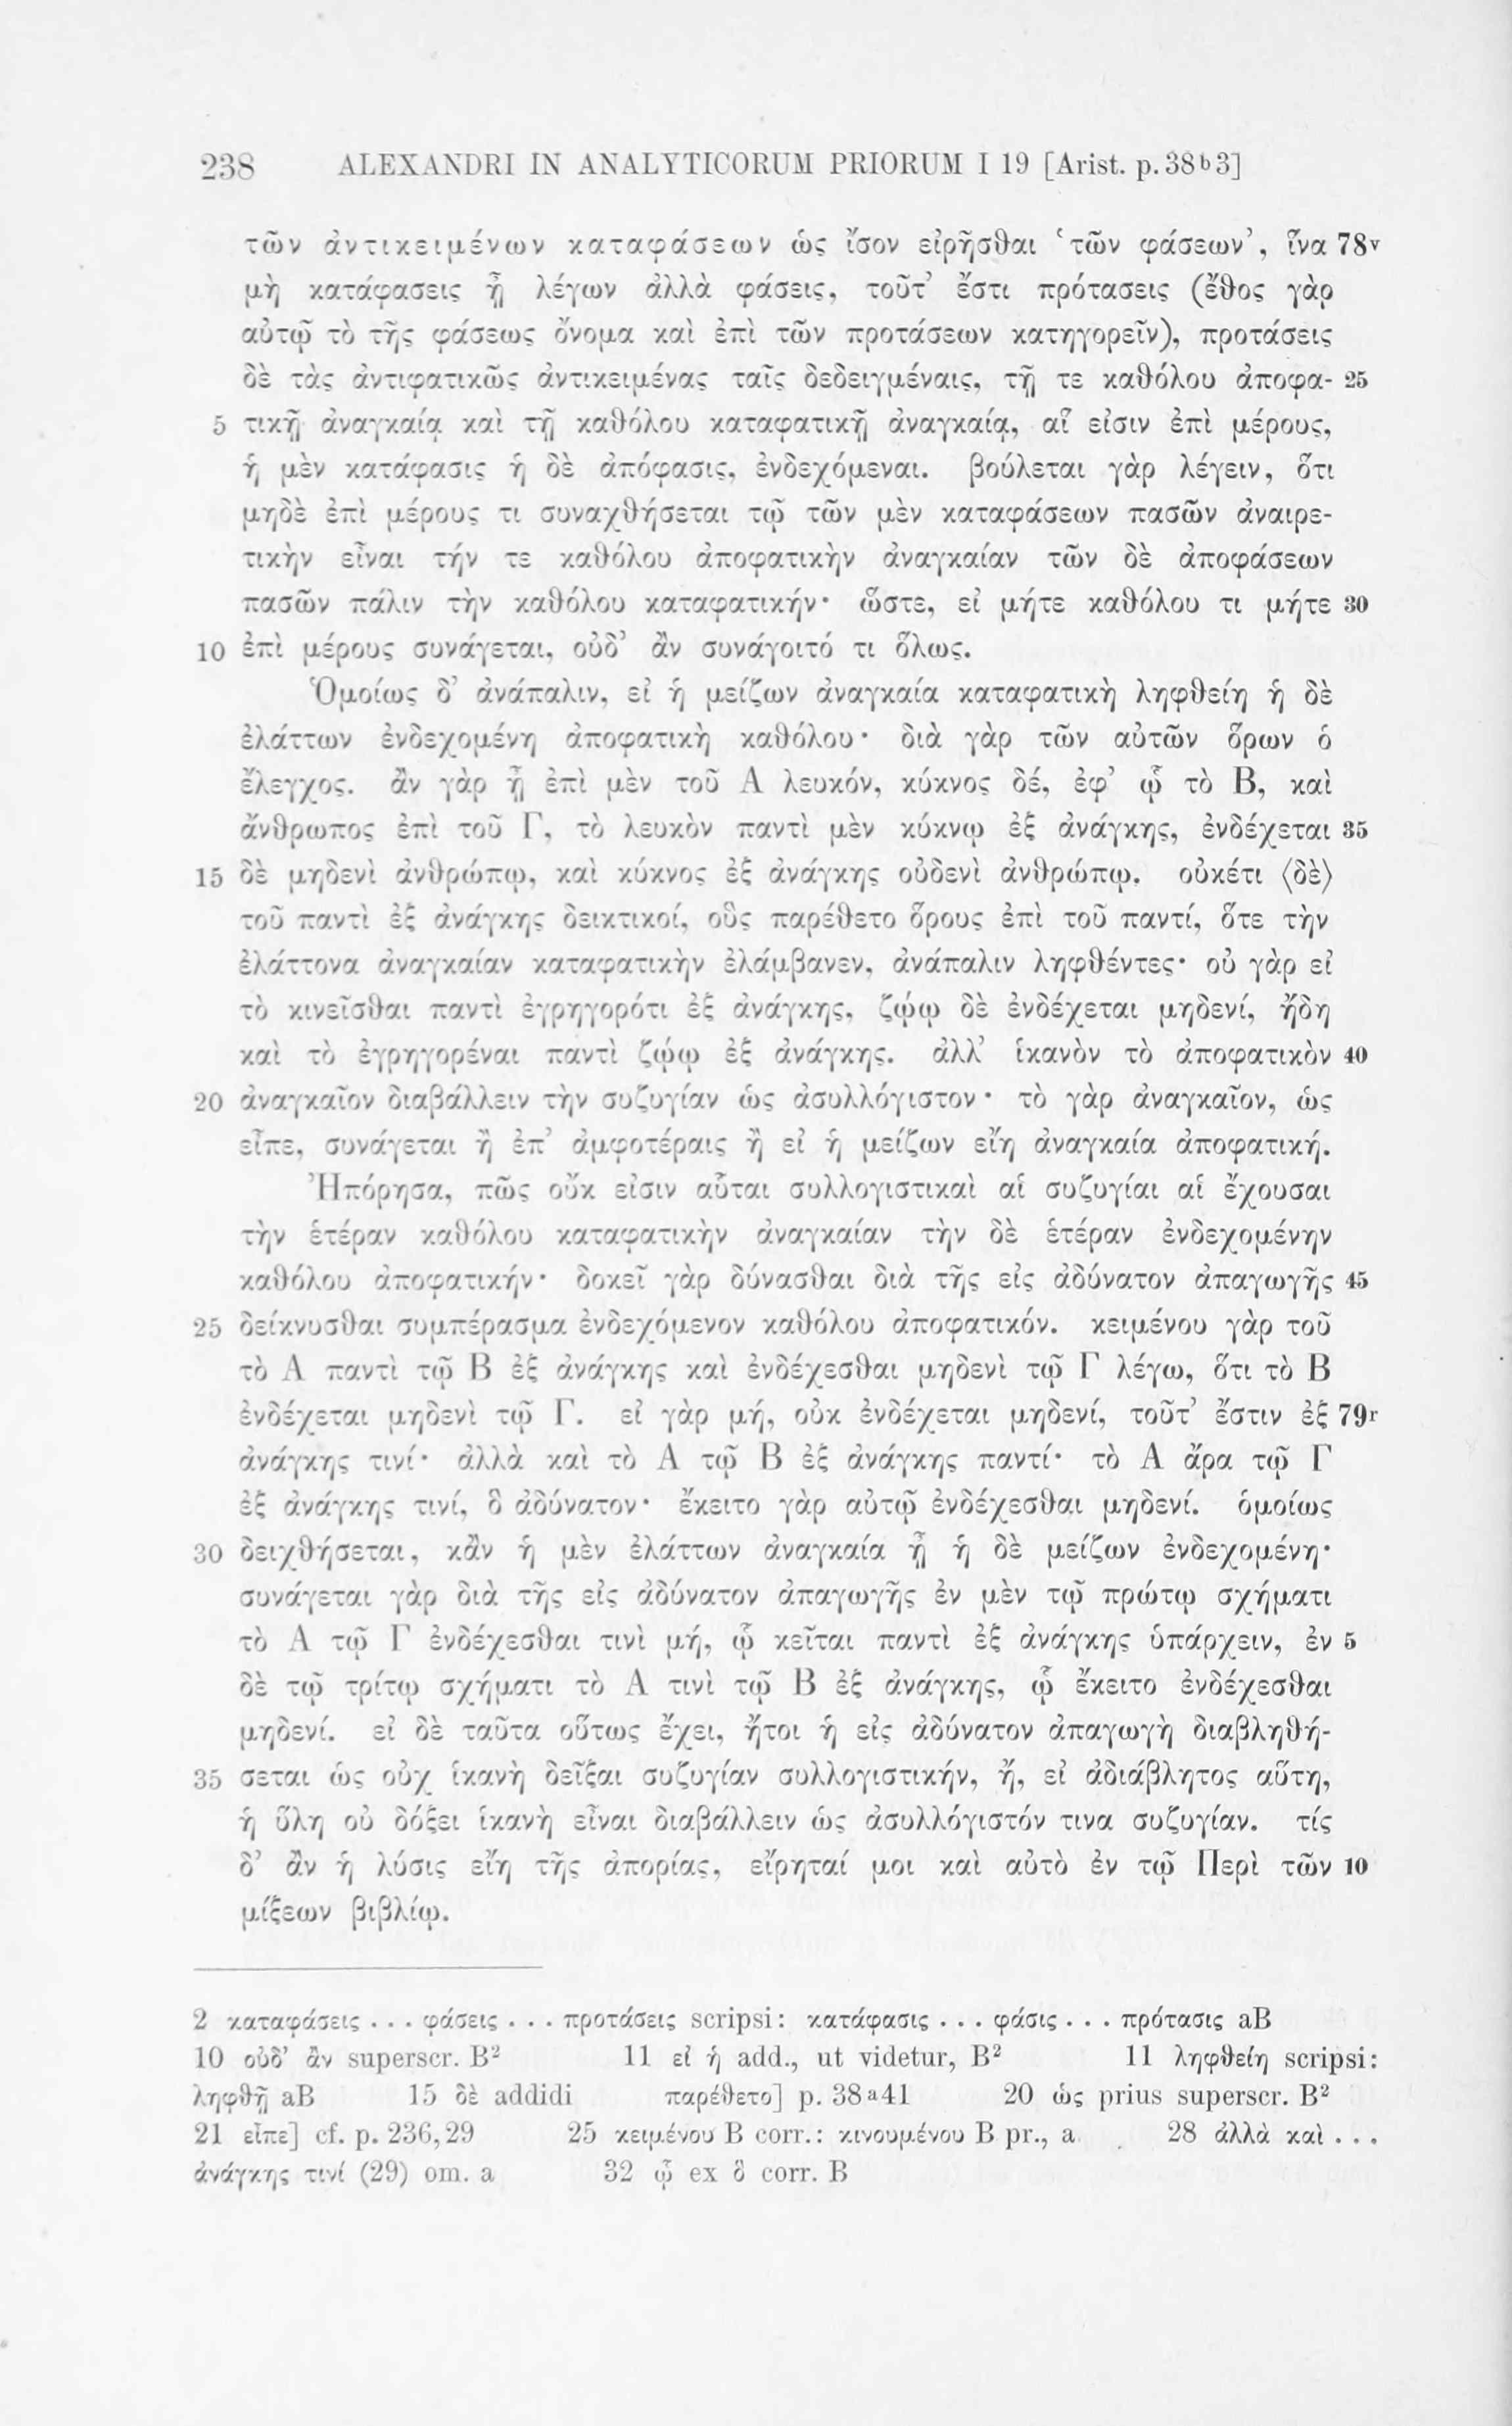 238 ALEXANDRI IN ANALYTICORUM PRIORUM I 19 [Arist. p. 38b3]
τῶν ἀντικειμένων καταφάσεων ὡς ἴσον εἰρῆσθαι ‘τῶν φάσεων’, ἵνα 78v
μὴ κατάφασεις ᾖ λέγων ἀλλὰ φάσεις, τοῦτ’ ἔστι πρότασεις (ἔθος γὰρ
αὐτῷ τὸ τῆς φάσεως ὄνομα καὶ ἐπὶ τῶν προτάσεων κατηγορεῖν), προτάσεις
δὲ τὰς ἀντιφατικῶς ἀντικειμένας ταῖς δεδειγμέναις, τῇ τε καθόλου ἀποφα- 25
5 τικῇ ἀναγκαίᾳ καὶ τῇ καθόλου καταφατικῇ ἀναγκαίᾳ, αἵ εἰσιν ἐπὶ μέρους,
ἡ μὲν κατάφασις ἡ δὲ ἀπόφασις, ἐνδεχόμεναι. βούλεται γὰρ λέγειν, ὅτι
μηδὲ ἐπὶ μέρους τι συναχθήσεται τῷ τῶν μὲν καταφάσεων πασῶν ἀναιρε-
τικὴν εἶναι τήν τε καθόλου ἀποφατικὴν ἀναγκαίαν τῶν δὲ ἀποφάσεων
πασῶν πάλιν τὴν καθόλου καταφατικήν· ὥστε, εἰ μήτε καθόλου τι μήτε 30
10 ἐπὶ μέρους συνάγεται, οὐδ’ ἂν συνάγοιτό τι ὅλως.
Ὁμοίως δ’ ἀνάπαλιν, εἰ ἡ μείζων ἀναγκαία καταφατικὴ ληφθείη ἡ δὲ
ἐλάττων ἐνδεχομένη ἀποφατικὴ καθόλου· διὰ γὰρ τῶν αὐτῶν ὅρων ὁ
ἔλεγχος. ἂν γὰρ ᾖ ἐπὶ μὲν τοῦ Α λευκόν, κύκνος δέ, ἐφ’ ᾧ τὸ Β, καὶ
ἄνθρωπος ἐπὶ τοῦ Γ, τὸ λευκὸν παντὶ μὲν κύκνῳ ἐξ ἀνάγκης, ἐνδέχεται 35
15 δὲ μηδενὶ ἀνθρώπῳ, καὶ κύκνος ἐξ ἀνάγκης οὐδενὶ ἀνθρώπῳ. οὐκέτι ⟨δὲ⟩
τοῦ παντὶ ἐξ ἀνάγκης δεικτικοί, οὓς παρέθετο ὅρους ἐπὶ τοῦ παντί, ὅτε τὴν
ἐλάττονα ἀναγκαίαν καταφατικὴν ἐλάμβανεν, ἀνάπαλιν ληφθέντες· οὐ γὰρ εἰ
τὸ κινεῖσθαι παντὶ ἐγρηγορότι ἐξ ἀνάγκης, ζῴῳ δὲ ἐνδέχεται μηδενί, ἤδη
καὶ τὸ ἐγρηγορέναι παντὶ ζῴῳ ἐξ ἀνάγκης. ἀλλ’ ἱκανὸν τὸ ἀποφατικὸν 40
20 ἀναγκαῖον διαβάλλειν τὴν συζυγίαν ὡς ἀσυλλόγιστον· τὸ γὰρ ἀναγκαῖον, ὡς
εἶπε, συνάγεται ἢ ἐπ’ ἀμφοτέραις ἢ εἰ ἡ μείζων εἴη ἀναγκαία ἀποφατική.
Ἠπόρησα, πῶς οὔκ εἰσιν αὗται συλλογιστικαὶ αἱ συζυγίαι αἱ ἔχουσαι
τὴν ἑτέραν καθόλου καταφατικὴν ἀναγκαίαν τὴν δὲ ἑτέραν ἐνδεχομένην
καθόλου ἀποφατικήν· δοκεῖ γὰρ δύνασθαι διὰ τῆς εἰς ἀδύνατον ἀπαγωγῆς 45
25 δείκνυσθαι συμπέρασμα ἐνδεχόμενον καθόλου ἀποφατικόν. κειμένου γὰρ τοῦ
τὸ Α παντὶ τῷ Β ἐξ ἀνάγκης καὶ ἐνδέχεσθαι μηδενὶ τῷ Γ λέγω, ὅτι τὸ Β
ἐνδέχεται μηδενὶ τῷ Γ. εἰ γὰρ μή, οὐκ ἐνδέχεται μηδενί, τοῦτ’ ἔστιν ἐξ 79r
ἀνάγκης τινί· ἀλλὰ καὶ τὸ Α τῷ Β ἐξ ἀνάγκης παντί· τὸ Α ἄρα τῷ Γ
ἐξ ἀνάγκης τινί, ὃ ἀδύνατον· ἔκειτο γὰρ αὐτῷ ἐνδέχεσθαι μηδενί. ὁμοίως
30 δειχθήσεται, κἂν ἡ μὲν ἐλάττων ἀναγκαία ᾖ ἡ δὲ μείζων ἐνδεχομένη·
συνάγεται γὰρ διὰ τῆς εἰς ἀδύνατον ἀπαγωγῆς ἐν μὲν τῷ πρώτῳ σχήματι
τὸ Α τῷ Γ ἐνδέχεσθαι τινὶ μή, ᾧ κεῖται παντὶ ἐξ ἀνάγκης ὑπάρχειν, ἐν 5
δὲ τῷ τρίτῳ σχήματι τὸ Α τινὶ τῷ Β ἐξ ἀνάγκης, ᾧ ἔκειτο ἐνδέχεσθαι
μηδενί. εἰ δὲ ταῦτα οὕτως ἔχει, ἤτοι ἡ εἰς ἀδύνατον ἀπαγωγὴ διαβληθή-
35 σεται ὡς οὐχ ἱκανὴ δεῖξαι συζυγίαν συλλογιστικήν, ἤ, εἰ ἀδιάβλητος αὕτη,
ἡ ὕλη οὐ δόξει ἱκανὴ εἶναι διαβάλλειν ὡς ἀσυλλόγιστόν τινα συζυγίαν. τίς
δ’ ἂν ἡ λύσις εἴη τῆς ἀπορίας, εἴρηταί μοι καὶ αὐτὸ ἐν τῷ Περὶ τῶν 10
μίξεων βιβλίῳ.
2 καταφάσεις . . . φάσεις . . . προτάσεις scripsi: κατάφασις . . . φάσις . . . πρότασις aB
10 οὐδ’ ἂν superscr. B² 11 εἰ ἡ add., ut videtur, B² 11 ληφθείη scripsi:
ληφθῇ aB 15 δὲ addidi παρέθετο] p. 38a41 20 ὡς prius superscr. B²
21 εἶπε] cf. p. 236,29 25 κειμένου B corr.: κινουμένου B pr., a 28 ἀλλὰ καὶ . . .
ἀνάγκης τινί (29) om. a 32 ᾧ ex ὃ corr. B